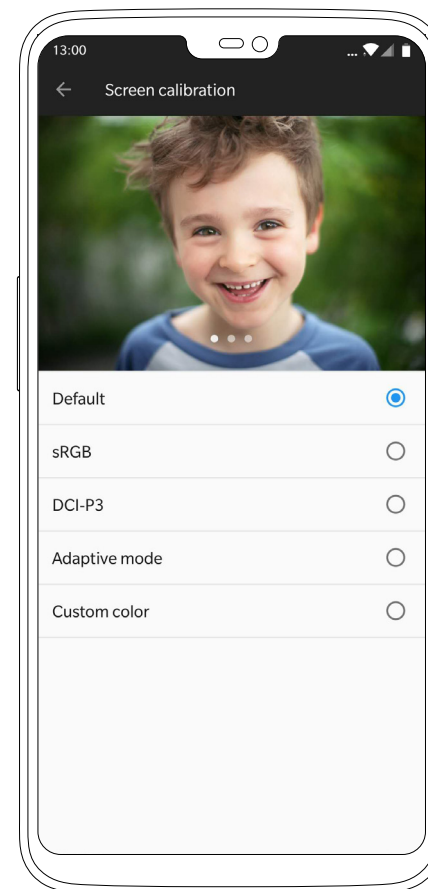 13:00
...
Screen calibration
Default
sRGB
DCI-P3
Adaptive mode
Custom color